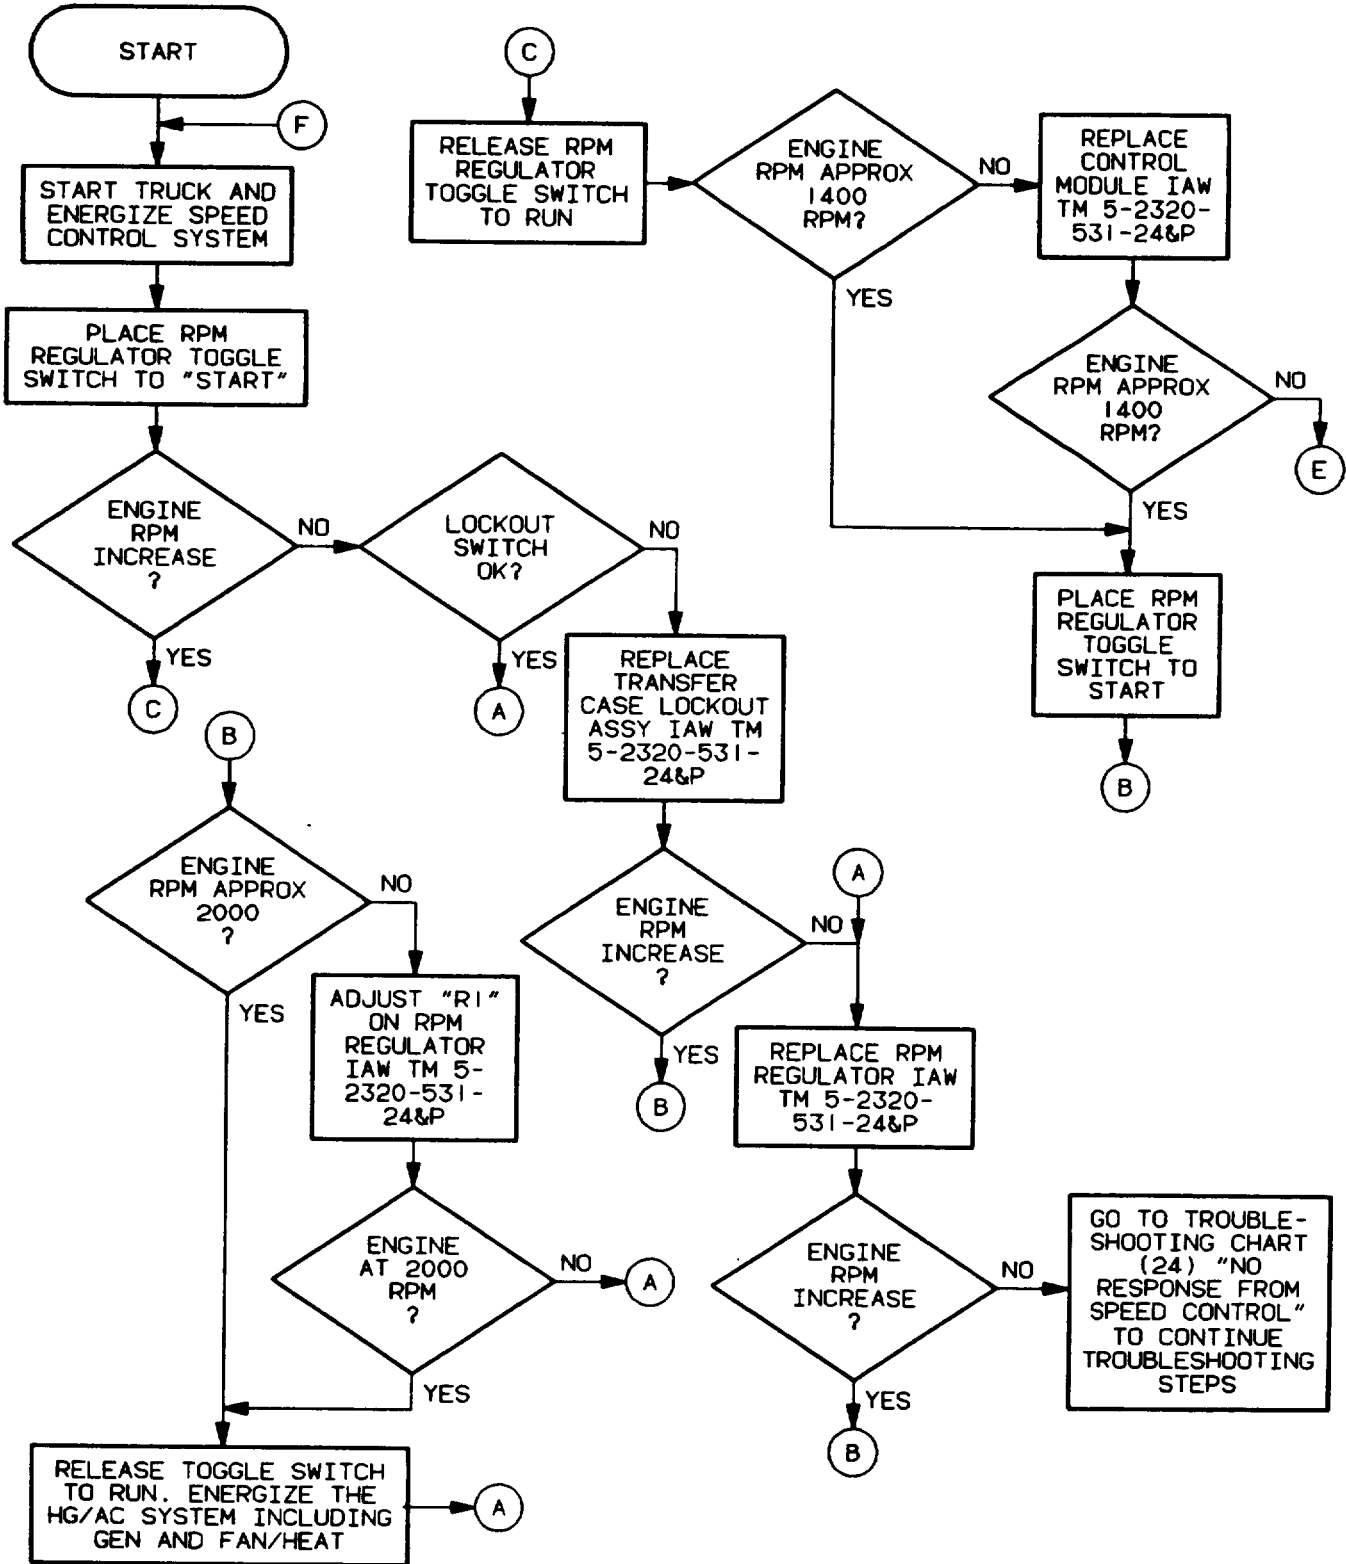 START
F
START TRUCK AND
ENERGIZE SPEED
CONTROL SYSTEM
PLACE RPM
REGULATOR TOGGLE
SWITCH TO "START"
ENGINE
RPM
INCREASE
?
NO
YES
C
LOCKOUT
SWITCH
OK?
NO
YES
A
REPLACE
TRANSFER
CASE LOCKOUT
ASSY IAW TM
5-2320-531-
24&P
ENGINE
RPM
INCREASE
?
NO
YES
B
A
REPLACE RPM
REGULATOR IAW
TM 5-2320-
531-24&P
ENGINE
RPM
INCREASE
?
NO
YES
B
GO TO TROUBLE-
SHOOTING CHART
(24) "NO
RESPONSE FROM
SPEED CONTROL"
TO CONTINUE
TROUBLESHOOTING
STEPS
C
RELEASE RPM
REGULATOR
TOGGLE SWITCH
TO RUN
ENGINE
RPM APPROX
1400
RPM?
NO
YES
REPLACE
CONTROL
MODULE IAW
TM 5-2320-
531-24&P
ENGINE
RPM APPROX
1400
RPM?
NO
E
YES
PLACE RPM
REGULATOR
TOGGLE
SWITCH TO
START
B
B
ENGINE
RPM APPROX
2000
?
NO
YES
ADJUST "R1"
ON RPM
REGULATOR
IAW TM 5-
2320-531-
24&P
ENGINE
AT 2000
RPM
?
NO
A
YES
RELEASE TOGGLE SWITCH
TO RUN. ENERGIZE THE
HG/AC SYSTEM INCLUDING
GEN AND FAN/HEAT
A